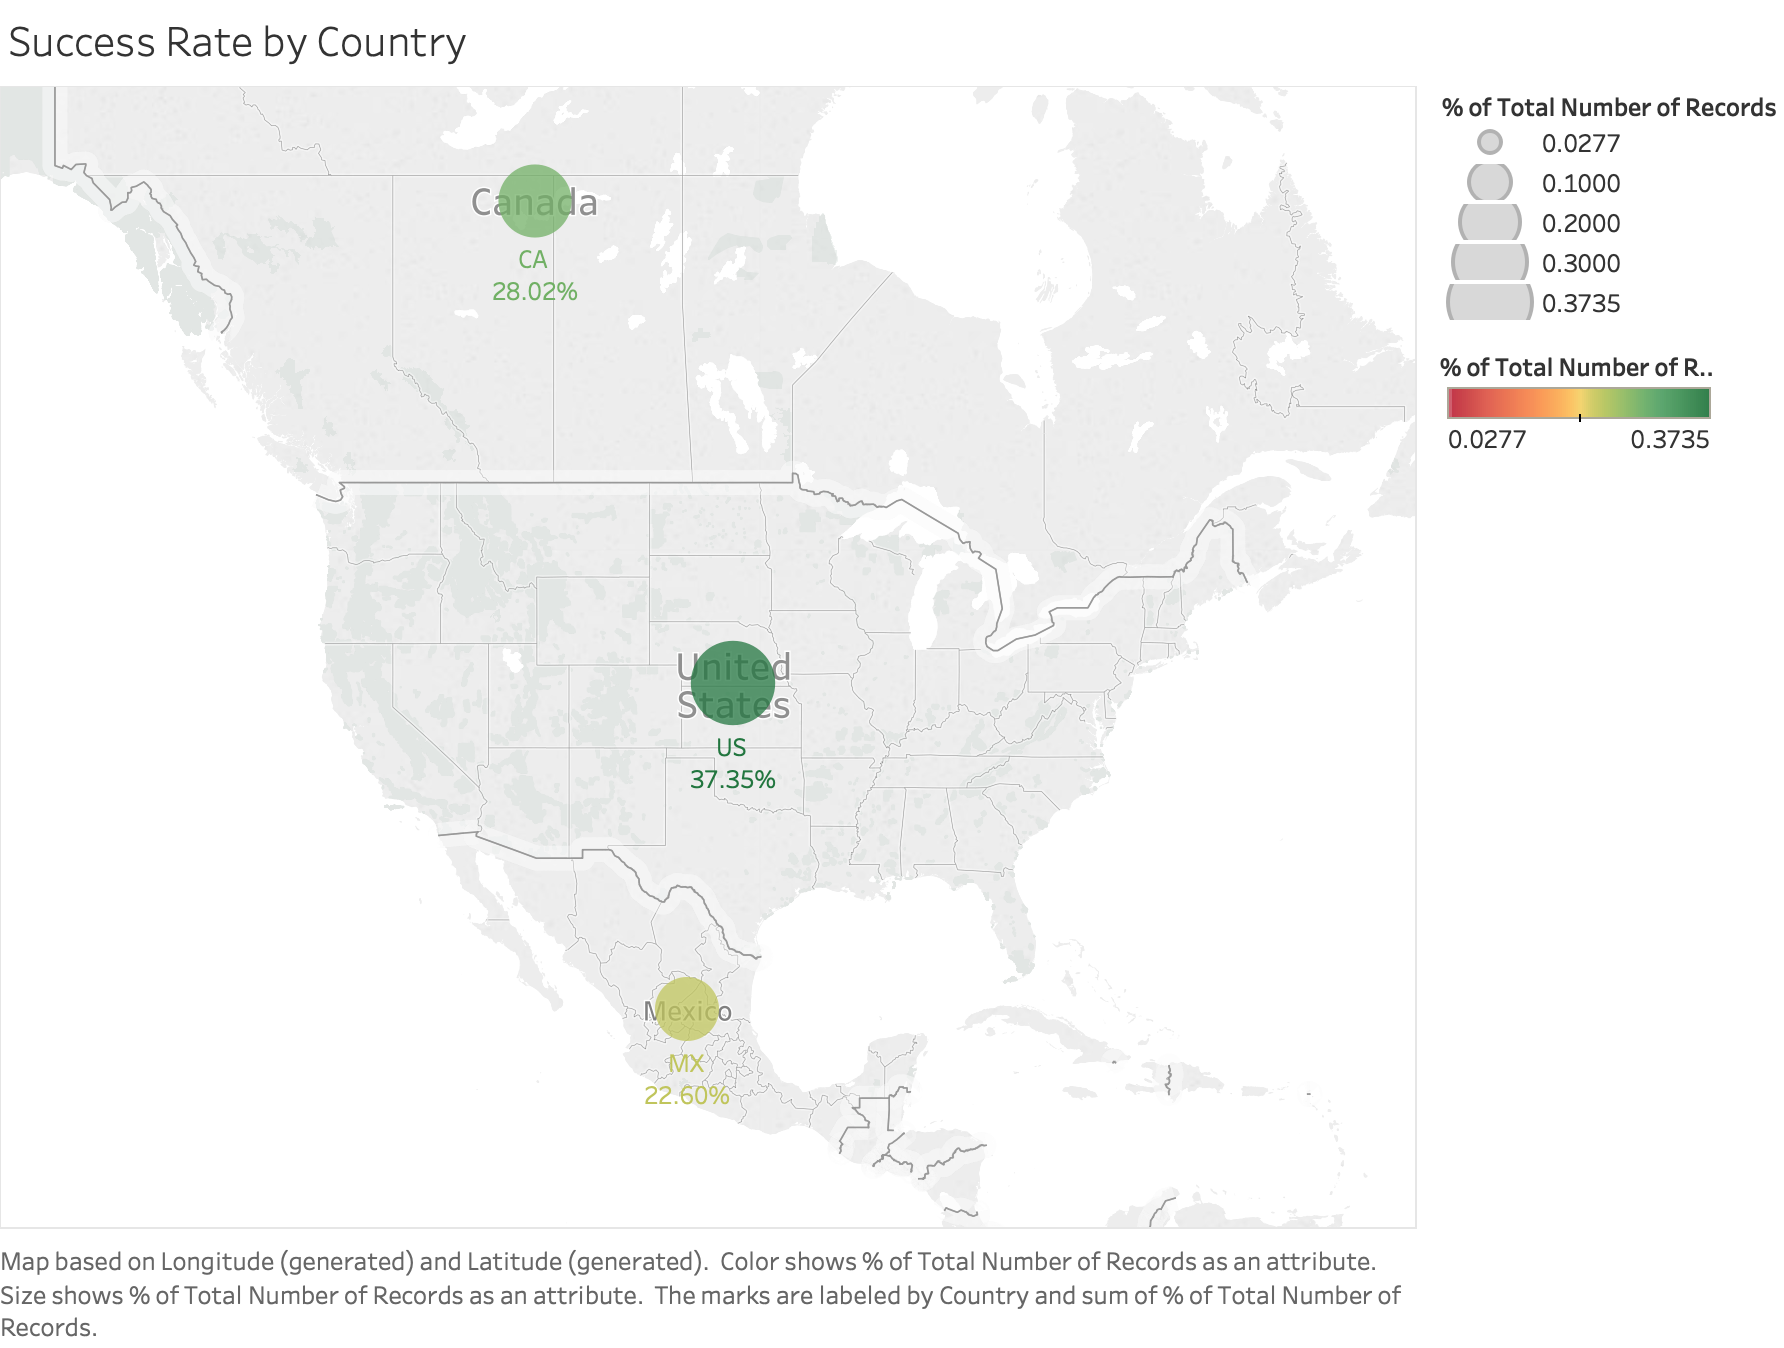 Success Rate by Country
Canada
CA
28.02%
United
States
US
37.35%
Mexico
MX
22.60%
% of Total Number of Records
0.0277
0.1000
0.2000
0.3000
0.3735
% of Total Number of R..
0.0277 0.3735
Map based on Longitude (generated) and Latitude (generated).  Color shows % of Total Number of Records as an attribute.
Size shows % of Total Number of Records as an attribute.  The marks are labeled by Country and sum of % of Total Number of
Records.